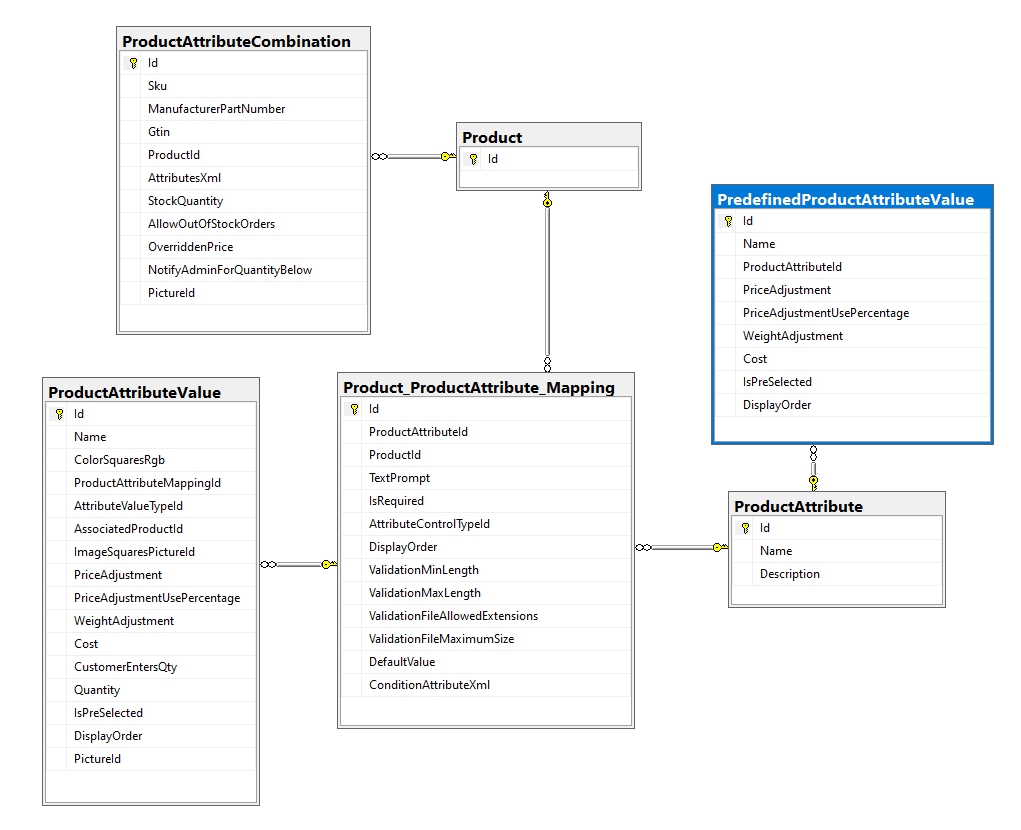 ProductAttributeCombination
Id
Sku
ManufacturerPartNumber
Gtin
ProductId
AttributesXml
StockQuantity
AllowOutOfStockOrders
OverriddenPrice
NotifyAdminForQuantityBelow
PictureId
Product
Id
PredefinedProductAttributeValue
Id
Name
ProductAttributeId
PriceAdjustment
PriceAdjustmentUsePercentage
WeightAdjustment
Cost
IsPreSelected
DisplayOrder
ProductAttributeValue
Id
Name
ColorSquaresRgb
ProductAttributeMappingId
AttributeValueTypeId
AssociatedProductId
ImageSquaresPictureId
PriceAdjustment
PriceAdjustmentUsePercentage
WeightAdjustment
Cost
CustomerEntersQty
Quantity
IsPreSelected
DisplayOrder
PictureId
Product_ProductAttribute_Mapping
Id
ProductAttributeId
ProductId
TextPrompt
IsRequired
AttributeControlTypeId
DisplayOrder
ValidationMinLength
ValidationMaxLength
ValidationFileAllowedExtensions
ValidationFileMaximumSize
DefaultValue
ConditionAttributeXml
ProductAttribute
Id
Name
Description